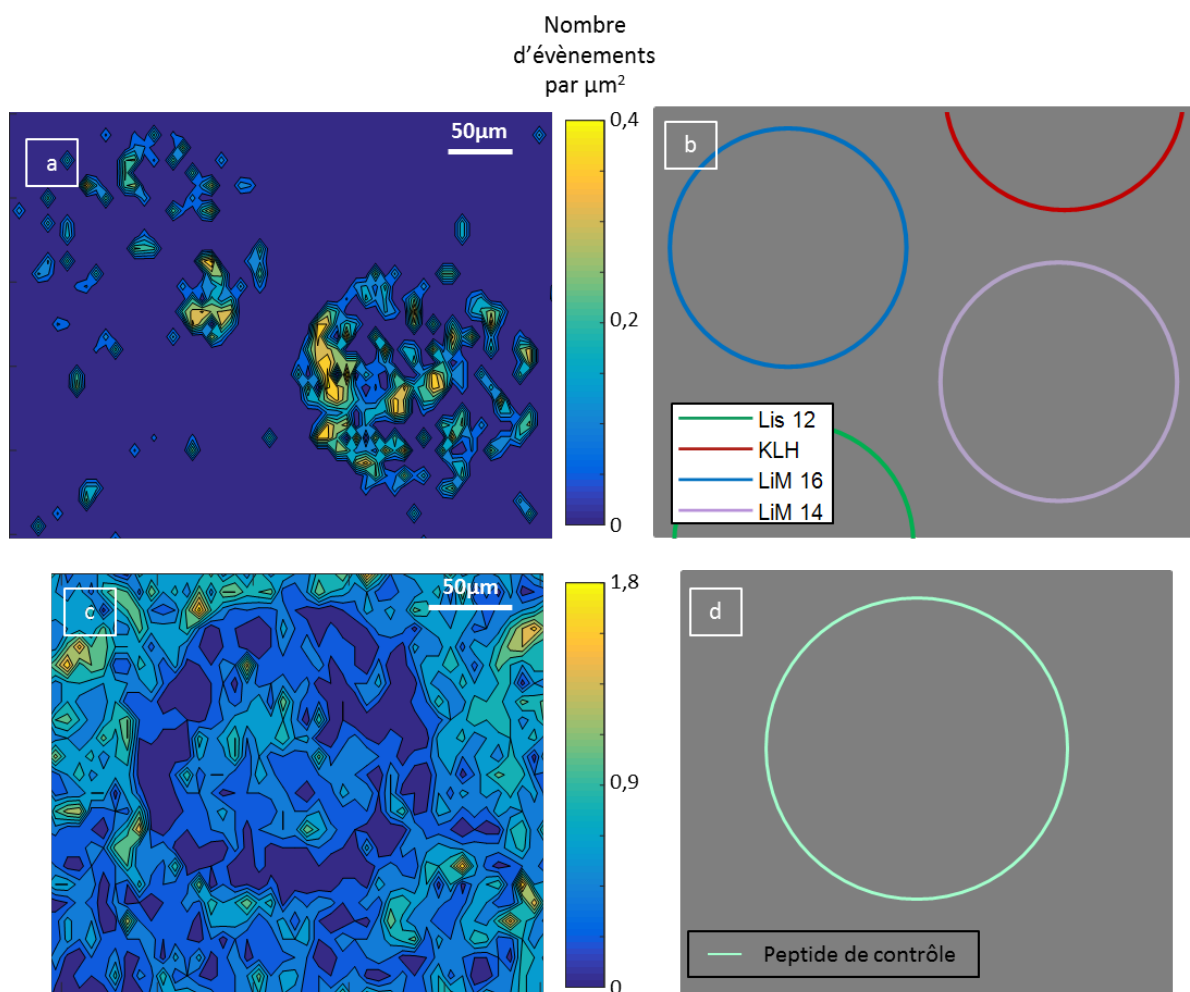 Nombre
d’évènements
par µm²
a
50µm
0,4
0,2
0
b
Lis 12
KLH
LiM 16
LiM 14
c
50µm
1,8
0,9
0
d
Peptide de contrôle